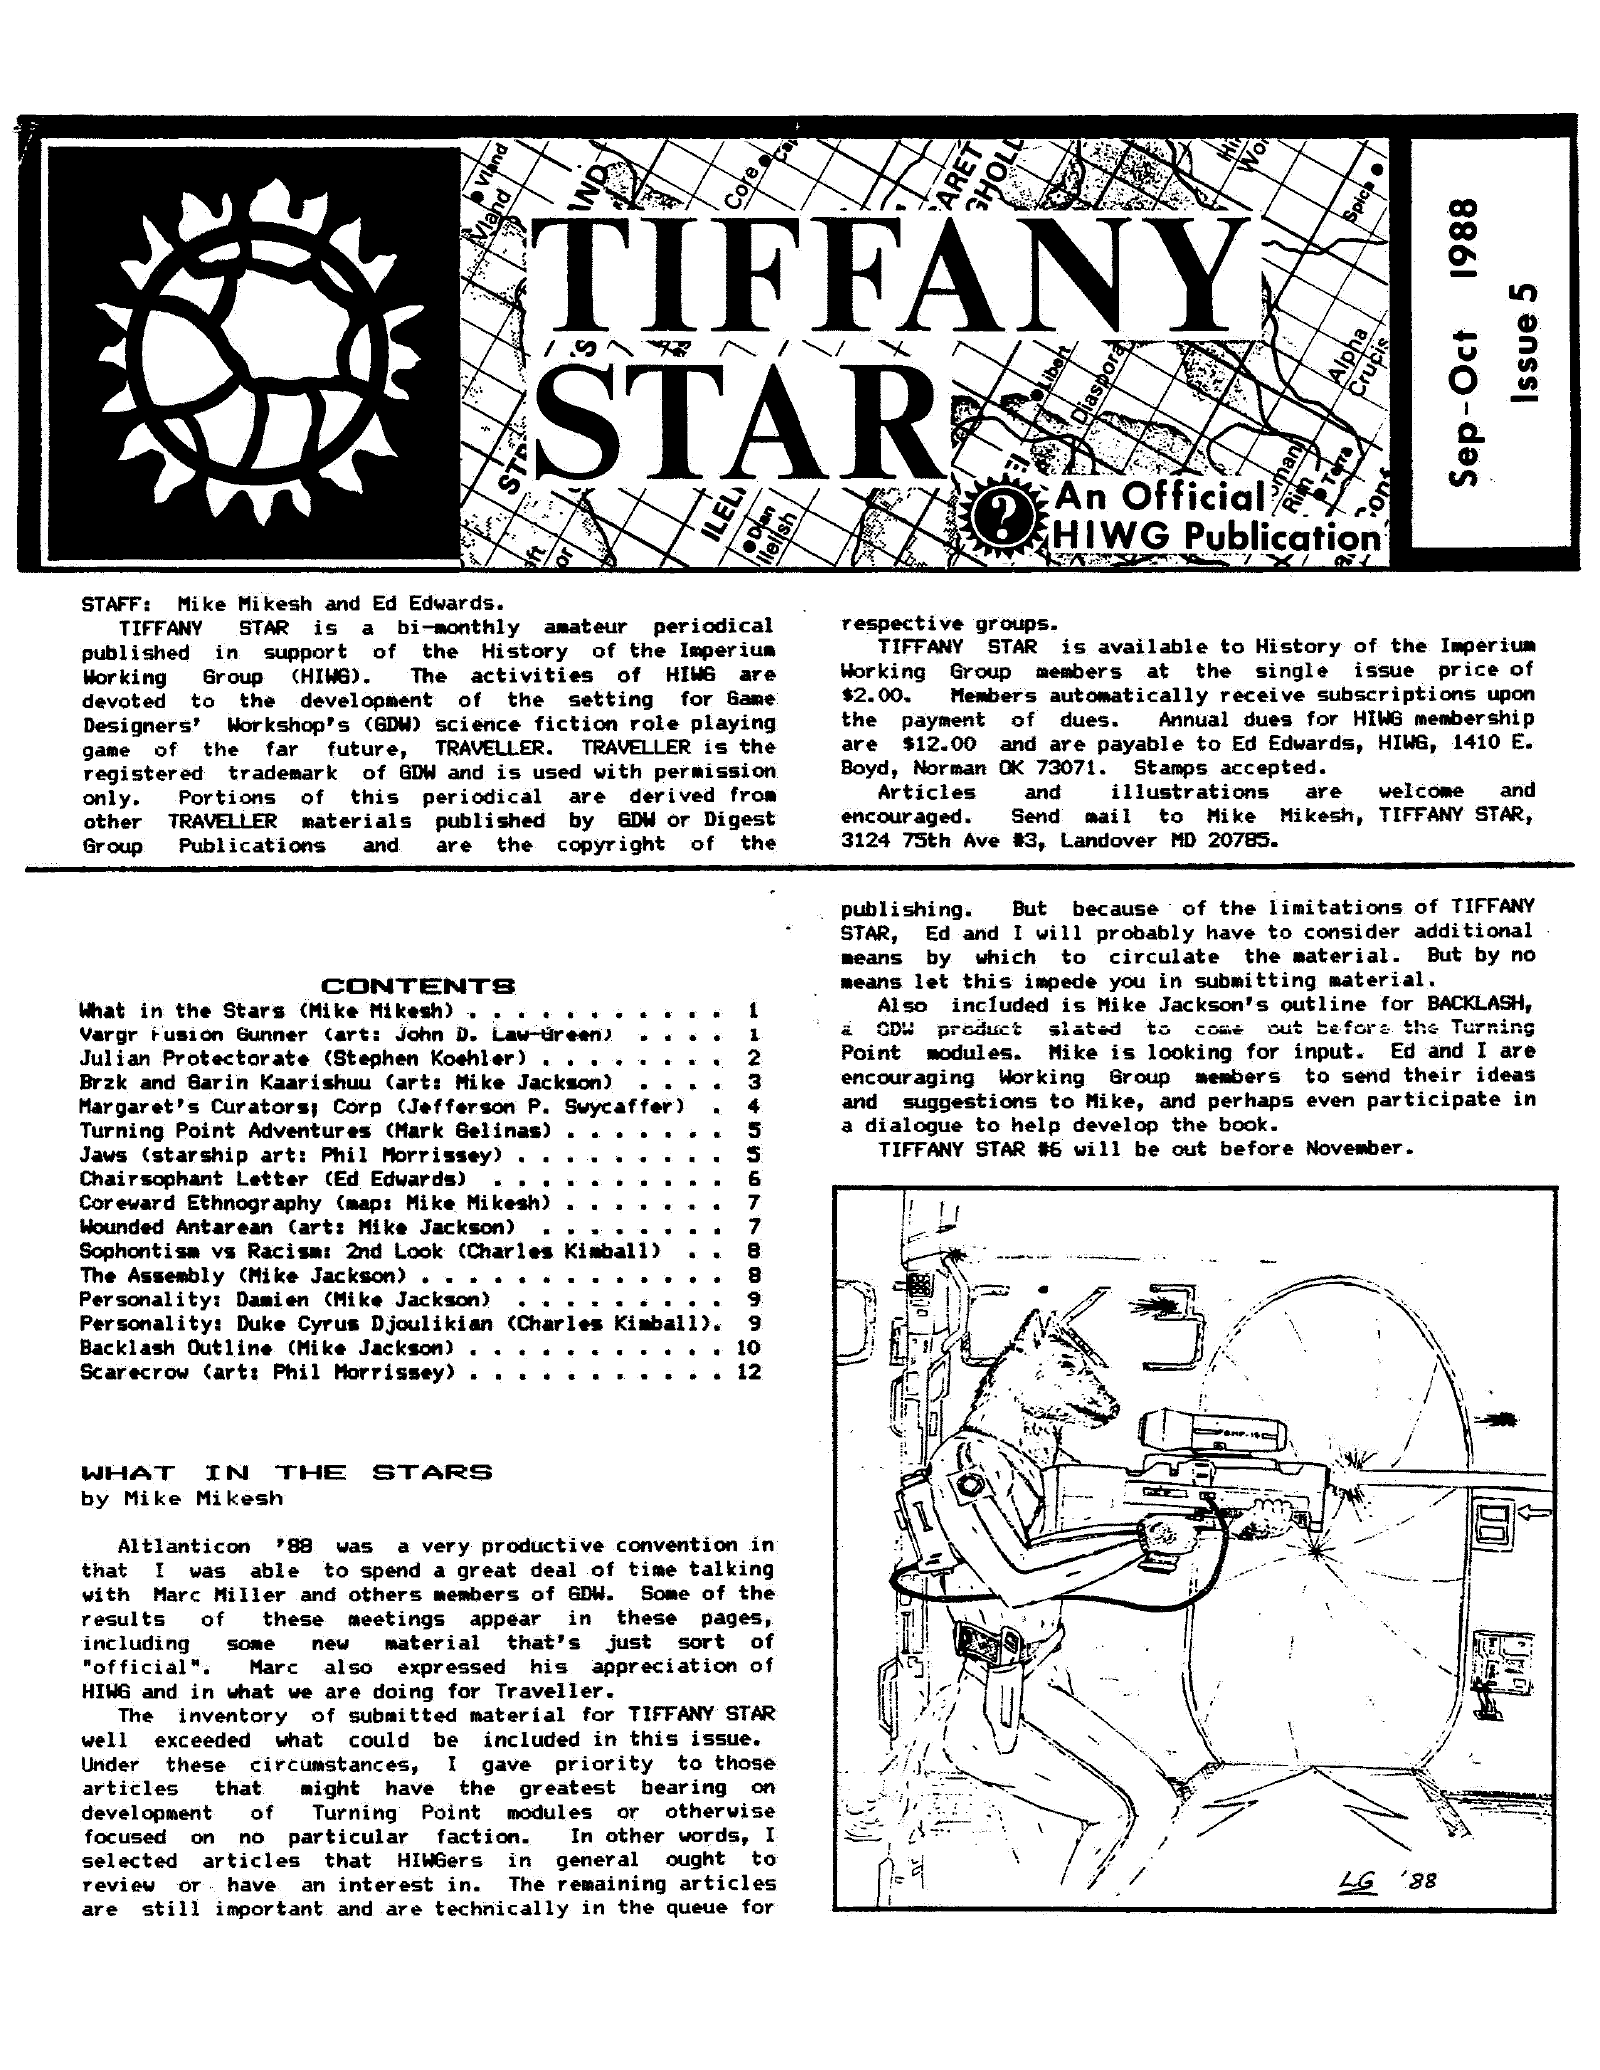 Vland
Vland
Core
Spica
TIFFANY
STAR
Libert
Diaspora
Alpha
Crucis
Terra
Rim
Dlan
Ilelish
?
An Official
HIWG Publication
Sep-Oct 1988
Issue 5
STAFF: Mike Mikesh and Ed Edwards.
TIFFANY STAR is a bi-monthly amateur periodical
published in support of the History of the Imperium
Working Group (HIWG). The activities of HIWG are
devoted to the development of the setting for Game
Designers' Workshop's (GDW) science fiction role playing
game of the far future, TRAVELLER. TRAVELLER is the
registered trademark of GDW and is used with permission
only. Portions of this periodical are derived from
other TRAVELLER materials published by GDW or Digest
Group Publications and are the copyright of the
respective groups.
TIFFANY STAR is available to History of the Imperium
Working Group members at the single issue price of
$2.00. Members automatically receive subscriptions upon
the payment of dues. Annual dues for HIWG membership
are $12.00 and are payable to Ed Edwards, HIWG, 1410 E.
Boyd, Norman OK 73071. Stamps accepted.
Articles and illustrations are welcome and
encouraged. Send mail to Mike Mikesh, TIFFANY STAR,
3124 75th Ave #3, Landover MD 20785.
CONTENTS
What in the Stars (Mike Mikesh) . . . . . . . . . . . 1
Vargr Fusion Gunner (art: John D. Law-Green) . . . . 1
Julian Protectorate (Stephen Koehler) . . . . . . . . 2
Brzk and Garin Kaarishuu (art: Mike Jackson) . . . . 3
Margaret's Curators; Corp (Jefferson P. Swycaffer) . 4
Turning Point Adventures (Mark Gelinas) . . . . . . . 5
Jaws (starship art: Phil Morrissey) . . . . . . . . . 5
Chairsophant Letter (Ed Edwards) . . . . . . . . . . 6
Coreward Ethnography (map: Mike Mikesh) . . . . . . . 7
Wounded Antarean (art: Mike Jackson) . . . . . . . . 7
Sophontism vs Racism: 2nd Look (Charles Kimball) . . 8
The Assembly (Mike Jackson) . . . . . . . . . . . . . 8
Personality: Damien (Mike Jackson) . . . . . . . . . 9
Personality: Duke Cyrus Djoulikian (Charles Kimball). 9
Backlash Outline (Mike Jackson) . . . . . . . . . . . 10
Scarecrow (art: Phil Morrissey) . . . . . . . . . . . 12
WHAT IN THE STARS
by Mike Mikesh
Altlanticon '88 was a very productive convention in
that I was able to spend a great deal of time talking
with Marc Miller and others members of GDW. Some of the
results of these meetings appear in these pages,
including some new material that's just sort of
"official". Marc also expressed his appreciation of
HIWG and in what we are doing for Traveller.
The inventory of submitted material for TIFFANY STAR
well exceeded what could be included in this issue.
Under these circumstances, I gave priority to those
articles that might have the greatest bearing on
development of Turning Point modules or otherwise
focused on no particular faction. In other words, I
selected articles that HIWGers in general ought to
review or have an interest in. The remaining articles
are still important and are technically in the queue for
publishing. But because of the limitations of TIFFANY
STAR, Ed and I will probably have to consider additional
means by which to circulate the material. But by no
means let this impede you in submitting material.
Also included is Mike Jackson's outline for BACKLASH,
a GDW product slated to come out before the Turning
Point modules. Mike is looking for input. Ed and I are
encouraging Working Group members to send their ideas
and suggestions to Mike, and perhaps even participate in
a dialogue to help develop the book.
TIFFANY STAR #6 will be out before November.
LG '88